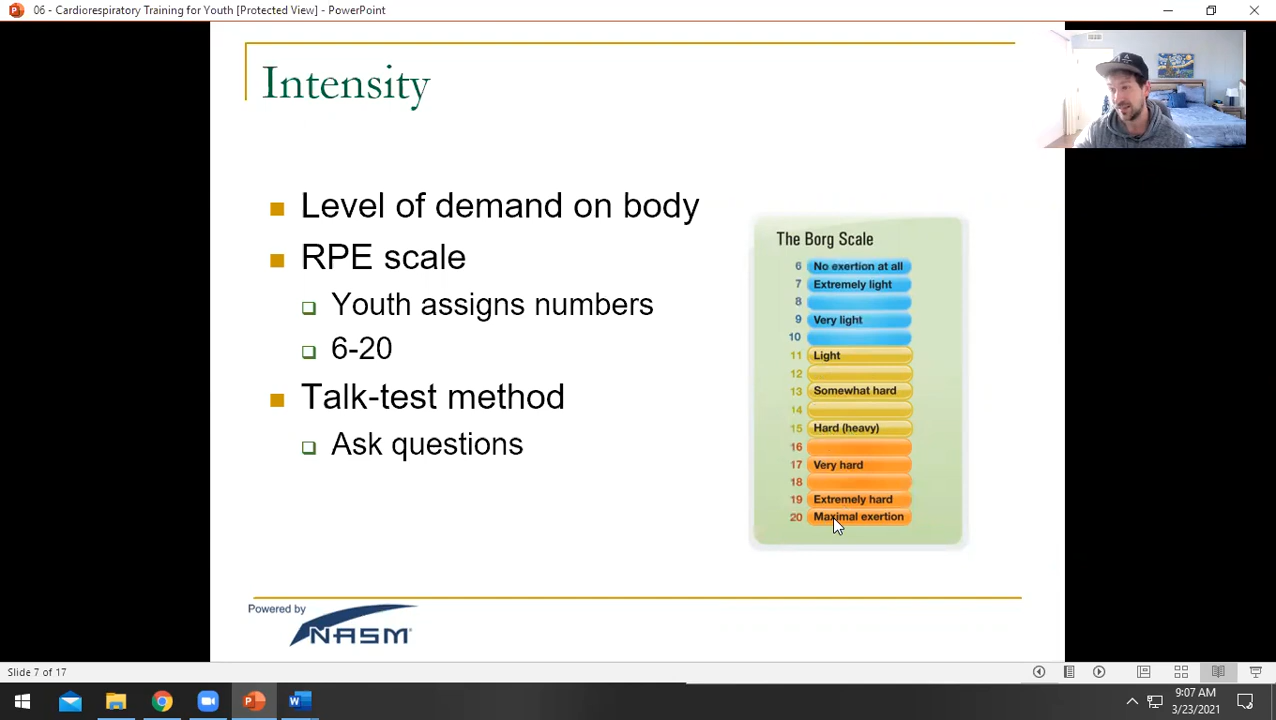 06 - Cardiorespiratory Training for Youth [Protected View] - PowerPoint
Intensity
Level of demand on body
RPE scale
Youth assigns numbers
6-20
Talk-test method
Ask questions
The Borg Scale
6 No exertion at all
7 Extremely light
8
9 Very light
10
11 Light
12
13 Somewhat hard
14
15 Hard (heavy)
16
17 Very hard
18
19 Extremely hard
20 Maximal exertion
Powered by
NASM
Slide 7 of 17
9:07 AM
3/23/2021